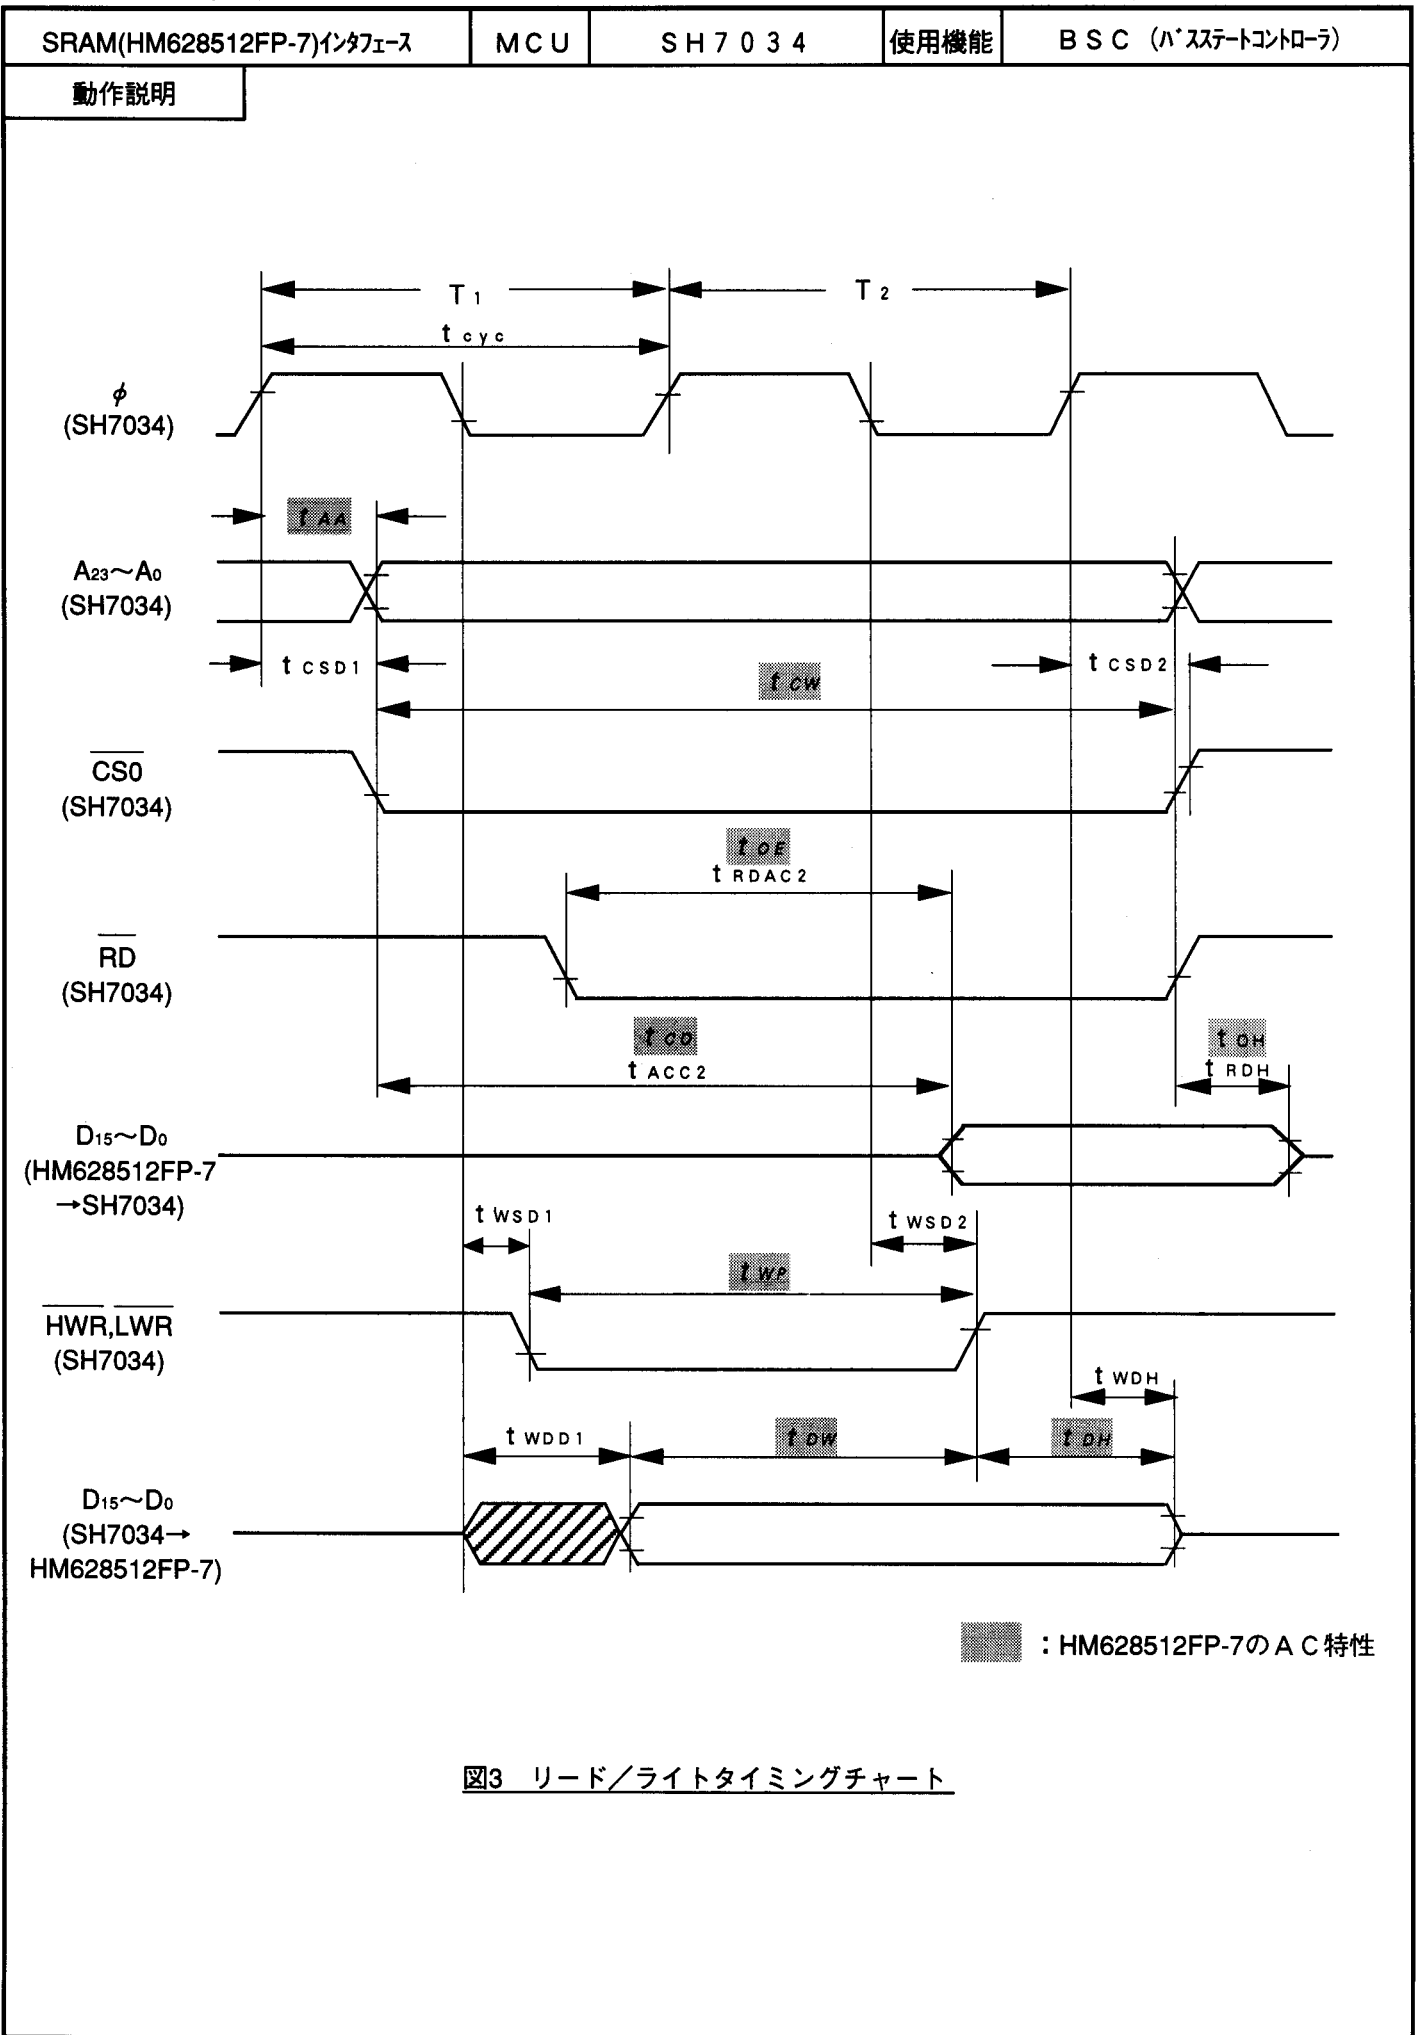 SRAM(HM628512FP-7)インタフェース MCU SH7034 使用機能 BSC (バスステートコントローラ)
動作説明
T1 T2
tcyc
φ
(SH7034)
tAA
A23～A0
(SH7034)
tCSD1 tCSD2
tCW
CS0
(SH7034)
tOE
tRDAC2
RD
(SH7034)
tCO tOH
tACC2 tRDH
D15～D0
(HM628512FP-7
→SH7034)
tWSD1 tWSD2
tWP
HWR,LWR
(SH7034)
tWDH
tWDD1 tDW tDH
D15～D0
(SH7034→
HM628512FP-7)
：HM628512FP-7のAC特性
図3 リード／ライトタイミングチャート